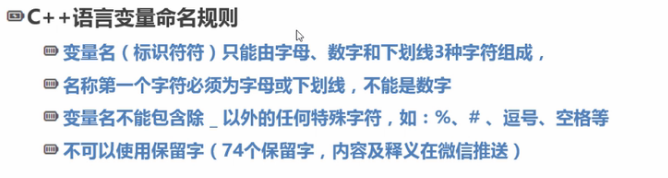 C++语言变量命名规则
变量名（标识符符）只能由字母、数字和下划线3种字符组成，
名称第一个字符必须为字母或下划线，不能是数字
变量名不能包含除 _ 以外的任何特殊字符，如：%、# 、逗号、空格等
不可以使用保留字（74个保留字，内容及释义在微信推送）